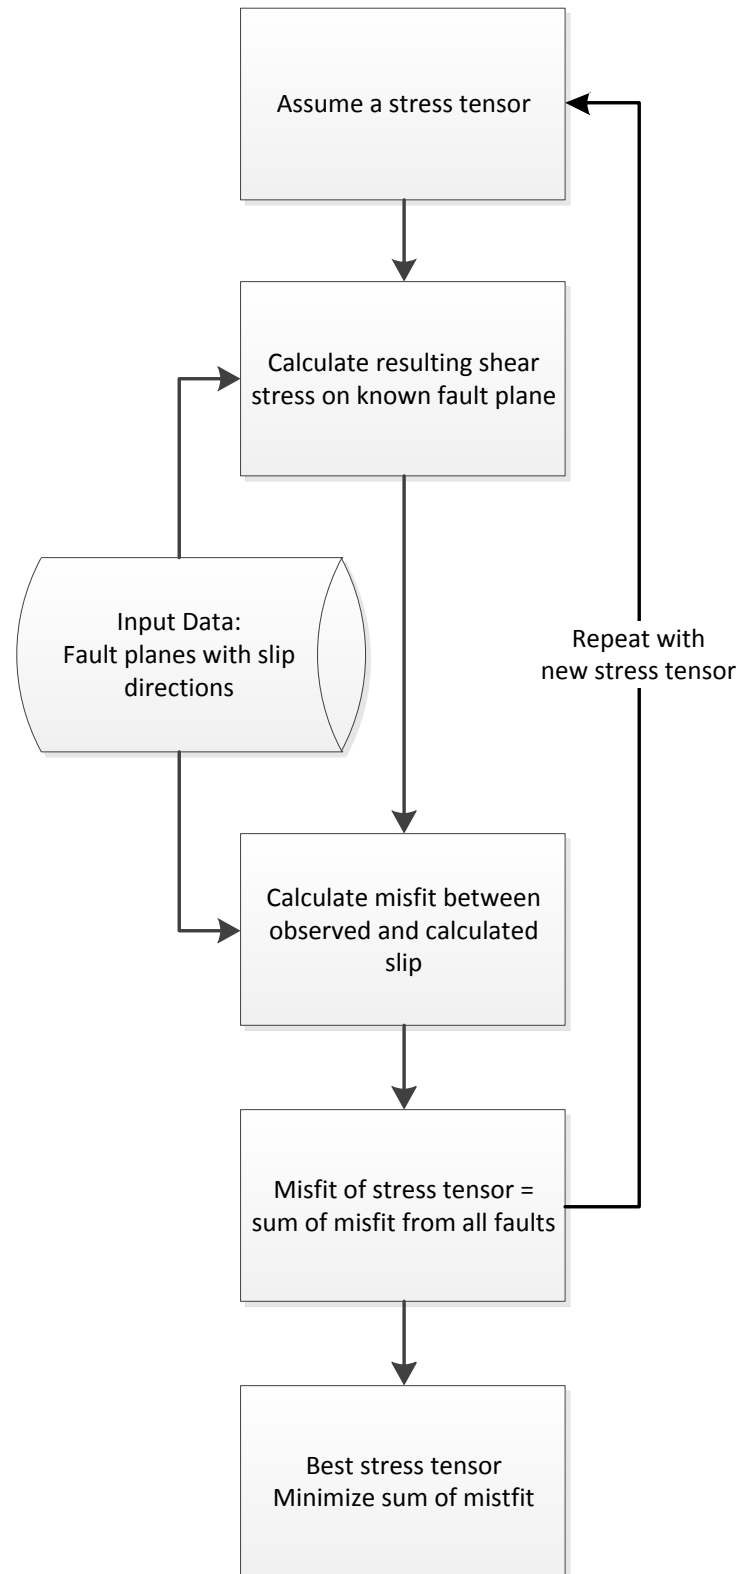 Assume a stress tensor
Calculate resulting shear
stress on known fault plane
Input Data:
Fault planes with slip
directions
Repeat with
new stress tensor
Calculate misfit between
observed and calculated
slip
Misfit of stress tensor =
sum of misfit from all faults
Best stress tensor
Minimize sum of mistfit